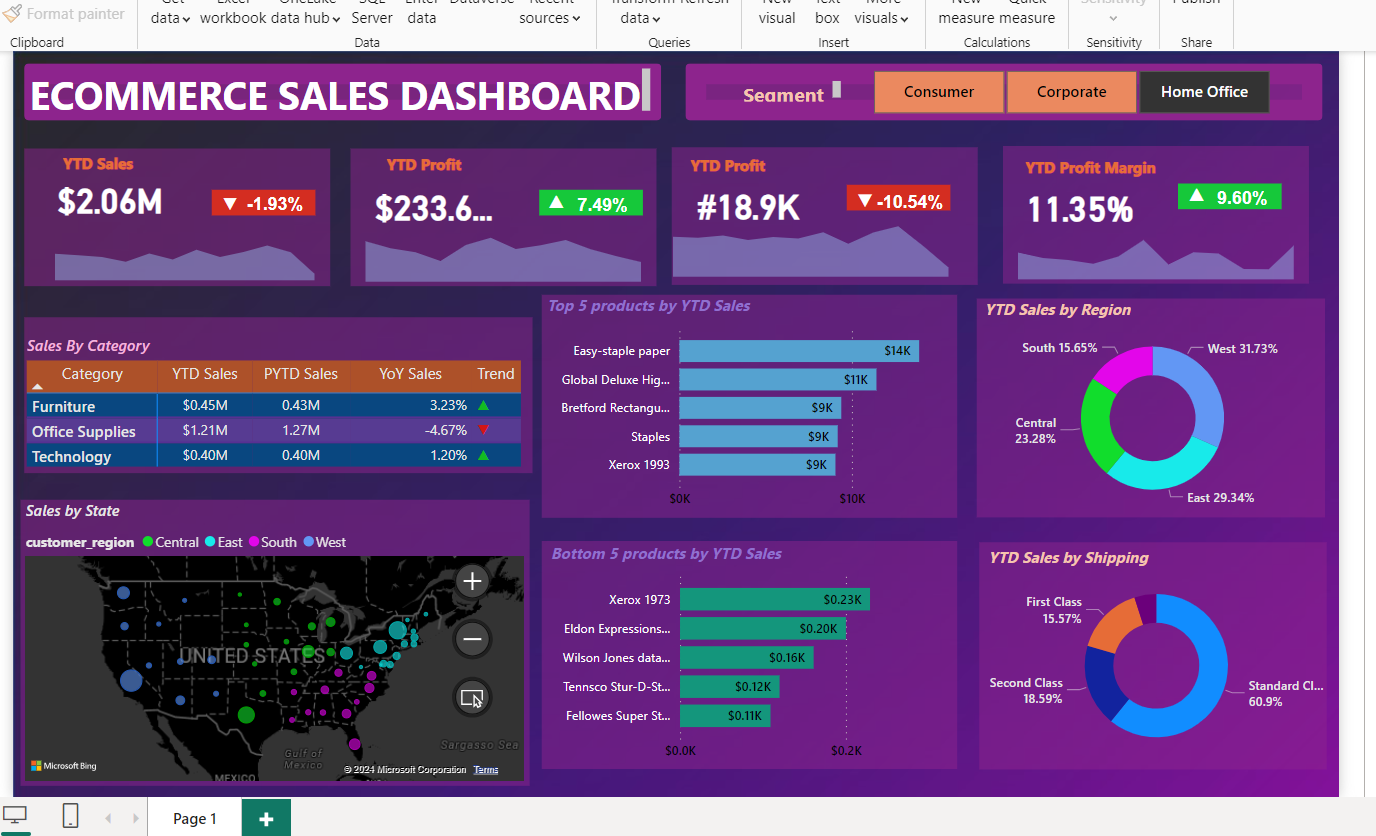 Format painter
Get
data
Excel
workbook
OneLake
data hub
SQL
Server
Enter
data
Dataverse
Recent
sources
Transform
data
Refresh
New
visual
Text
box
More
visuals
New
measure
Quick
measure
Sensitivity
Publish
Clipboard
Data
Queries
Insert
Calculations
Sensitivity
Share
ECOMMERCE SALES DASHBOARD
Segment
Consumer
Corporate
Home Office
YTD Sales
$2.06M
▼ -1.93%
YTD Profit
$233.6...
▲ 7.49%
YTD Profit
#18.9K
▼ -10.54%
YTD Profit Margin
11.35%
▲ 9.60%
Sales By Category
Category YTD Sales PYTD Sales YoY Sales Trend
Furniture $0.45M 0.43M 3.23% ▲
Office Supplies $1.21M 1.27M -4.67% ▼
Technology $0.40M 0.40M 1.20% ▲
Top 5 products by YTD Sales
Easy-staple paper $14K
Global Deluxe Hig... $11K
Bretford Rectangu... $9K
Staples $9K
Xerox 1993 $9K
$0K $10K
YTD Sales by Region
South 15.65%
West 31.73%
Central
23.28%
East 29.34%
Sales by State
customer_region Central East South West
UNITED STATES
Gulf of
Mexico
Sargasso Sea
MEXICO
Microsoft Bing
© 2024 Microsoft Corporation Terms
Bottom 5 products by YTD Sales
Xerox 1973 $0.23K
Eldon Expressions... $0.20K
Wilson Jones data... $0.16K
Tennsco Stur-D-St... $0.12K
Fellowes Super St... $0.11K
$0.0K $0.2K
YTD Sales by Shipping
First Class
15.57%
Second Class
18.59%
Standard Cl...
60.9%
Page 1